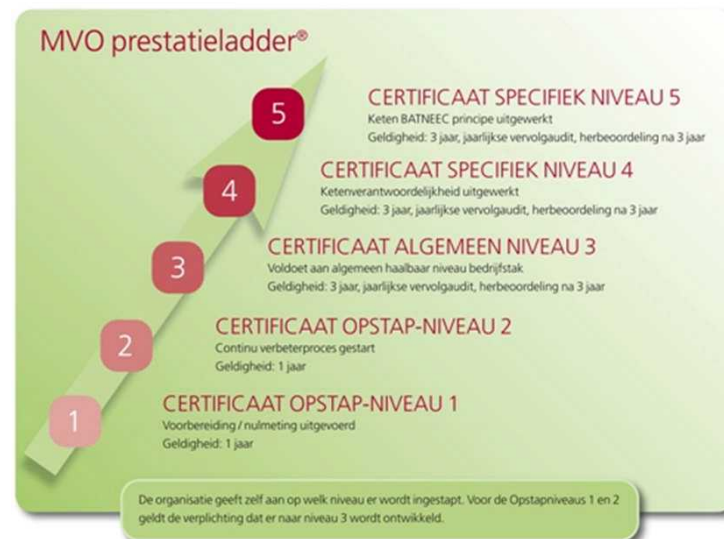 MVO prestatieladder®
5
CERTIFICAAT SPECIFIEK NIVEAU 5
Keten BATNEEC principe uitgewerkt
Geldigheid: 3 jaar, jaarlijkse vervolgaudit, herbeoordeling na 3 jaar
4
CERTIFICAAT SPECIFIEK NIVEAU 4
Ketenverantwoordelijkheid uitgewerkt
Geldigheid: 3 jaar, jaarlijkse vervolgaudit, herbeoordeling na 3 jaar
3
CERTIFICAAT ALGEMEEN NIVEAU 3
Voldoet aan algemeen haalbaar niveau bedrijfstak
Geldigheid: 3 jaar, jaarlijkse vervolgaudit, herbeoordeling na 3 jaar
2
CERTIFICAAT OPSTAP-NIVEAU 2
Continu verbeterproces gestart
Geldigheid: 1 jaar
1
CERTIFICAAT OPSTAP-NIVEAU 1
Voorbereiding / nulmeting uitgevoerd
Geldigheid: 1 jaar
De organisatie geeft zelf aan op welk niveau er wordt ingestapt. Voor de Opstapniveaus 1 en 2
geldt de verplichting dat er naar niveau 3 wordt ontwikkeld.